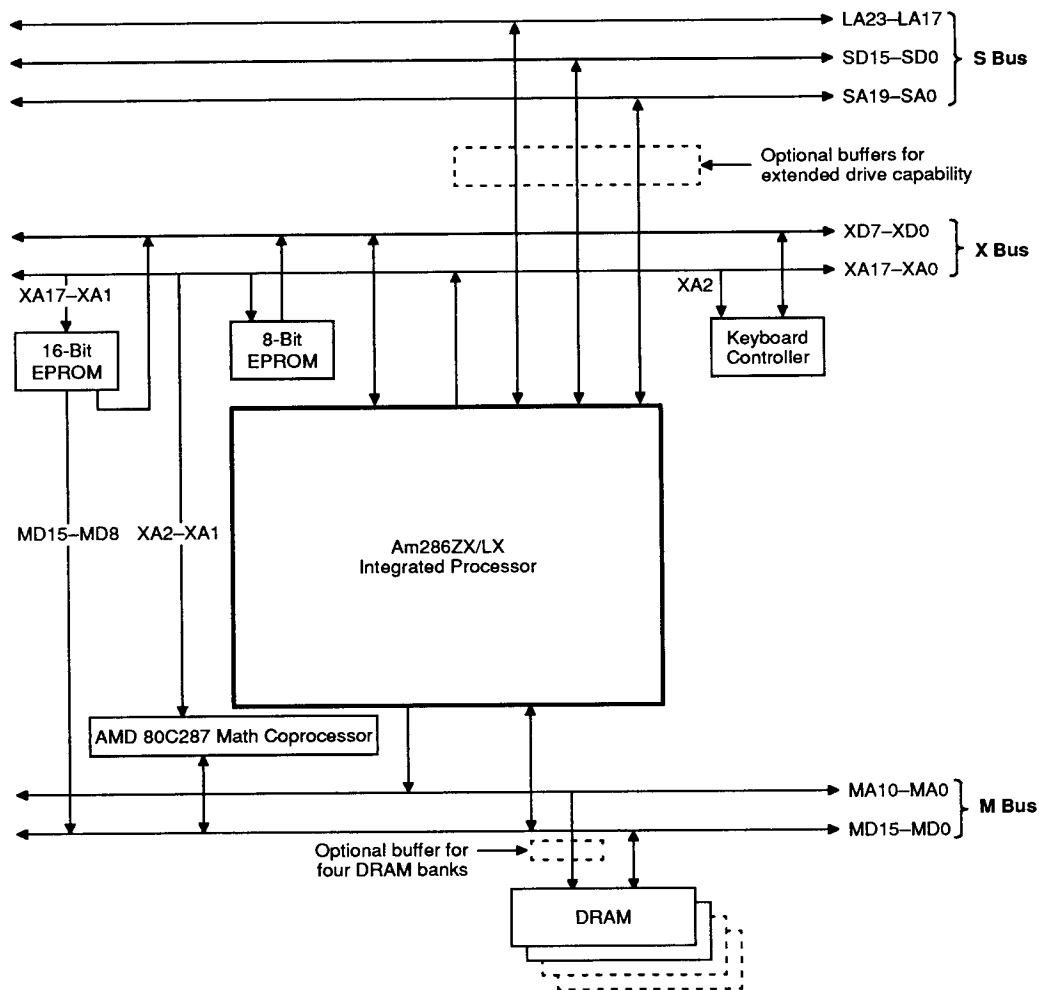 LA23–LA17
SD15–SD0
S Bus
SA19–SA0
Optional buffers for
extended drive capability
XD7–XD0
X Bus
XA17–XA0
XA17–XA1
XA2
16-Bit
EPROM
8-Bit
EPROM
Keyboard
Controller
MD15–MD8
XA2–XA1
Am286ZX/LX
Integrated Processor
AMD 80C287 Math Coprocessor
MA10–MA0
M Bus
MD15–MD0
Optional buffer for
four DRAM banks
DRAM